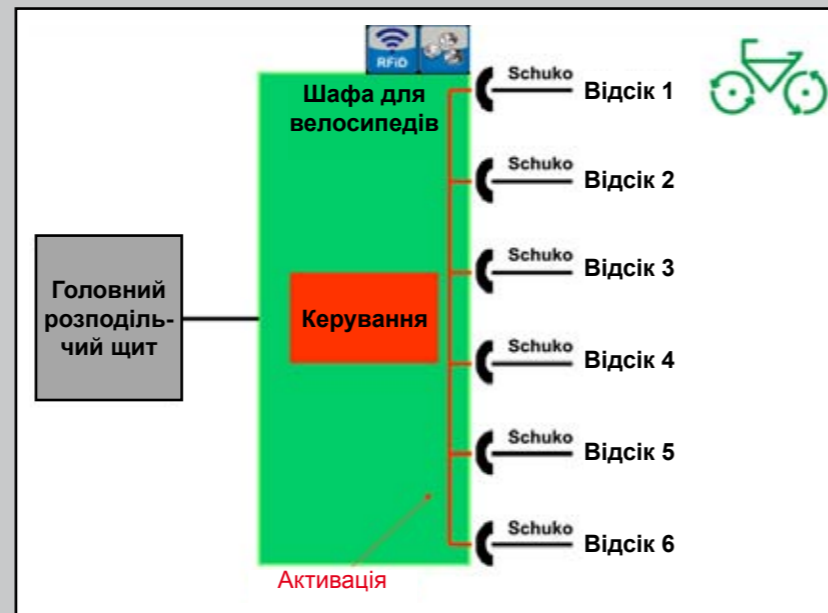 RFiD
Шафа для
велосипедів
Schuko
Відсік 1
Schuko
Відсік 2
Schuko
Відсік 3
Головний
розподіль-
чий щит
Керування
Schuko
Відсік 4
Schuko
Відсік 5
Schuko
Відсік 6
Активація